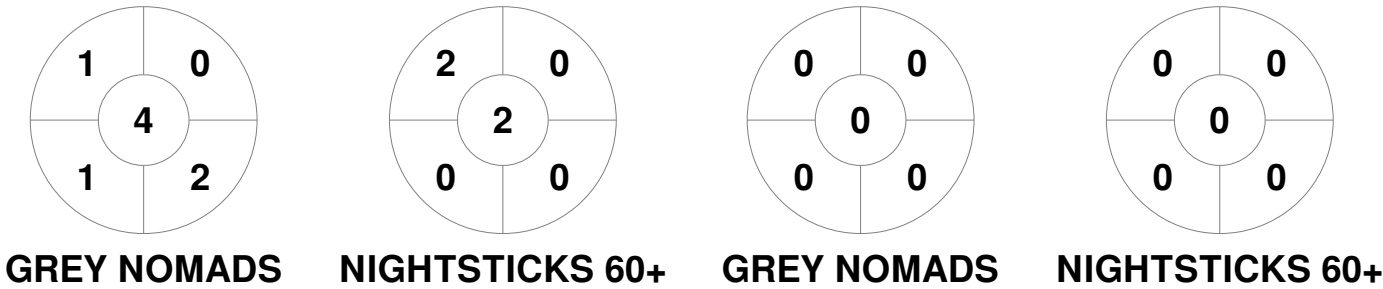 1 0 2 0 0 0 0 0
4 2 0 0
1 2 0 0 0 0 0 0
GREY NOMADS NIGHTSTICKS 60+ GREY NOMADS NIGHTSTICKS 60+